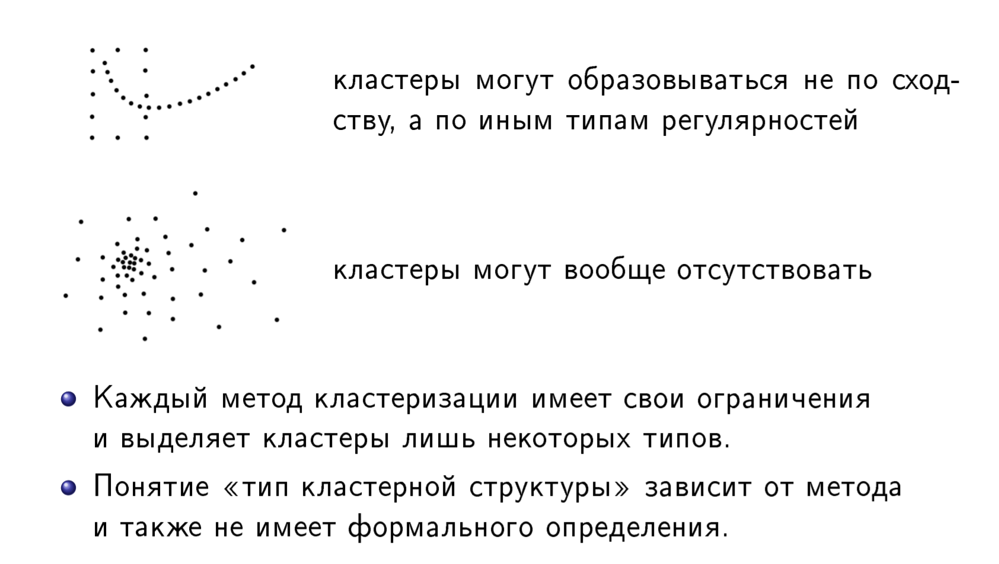 кластеры могут образовываться не по сход-
ству, а по иным типам регулярностей
кластеры могут вообще отсутствовать
Каждый метод кластеризации имеет свои ограничения
и выделяет кластеры лишь некоторых типов.
Понятие «тип кластерной структуры» зависит от метода
и также не имеет формального определения.